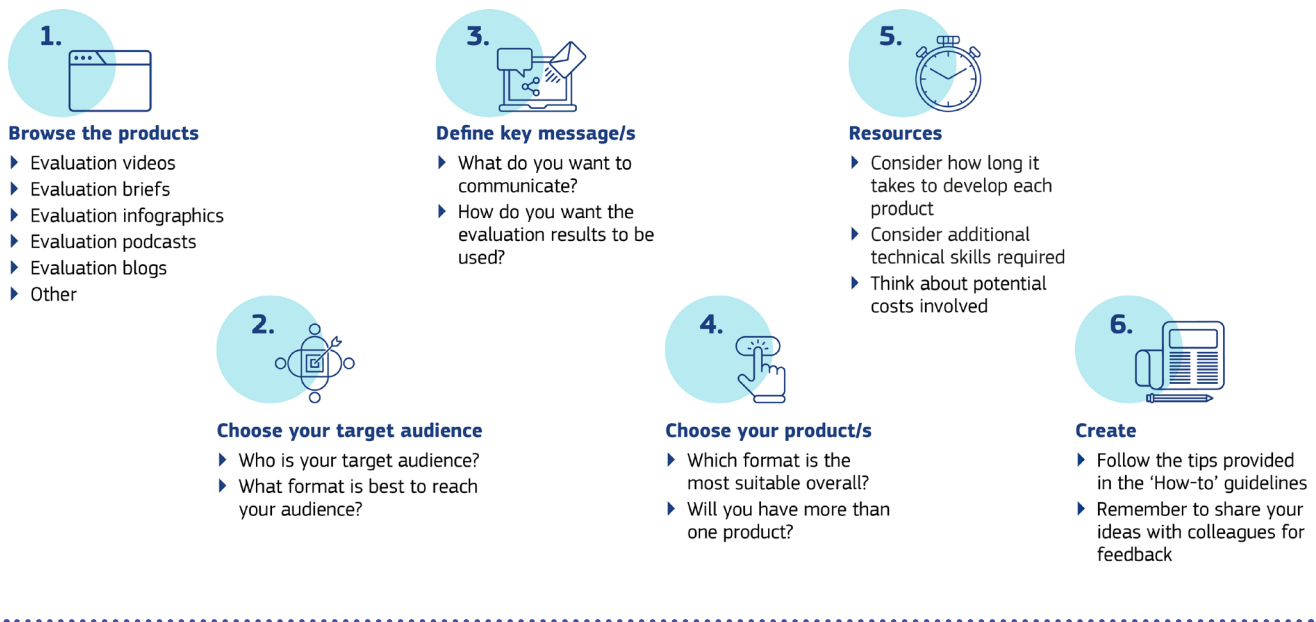 1.
Browse the products
Evaluation videos
Evaluation briefs
Evaluation infographics
Evaluation podcasts
Evaluation blogs
Other
2.
Choose your target audience
Who is your target audience?
What format is best to reach
your audience?
3.
Define key message/s
What do you want to
communicate?
How do you want the
evaluation results to be
used?
4.
Choose your product/s
Which format is the
most suitable overall?
Will you have more than
one product?
5.
Resources
Consider how long it
takes to develop each
product
Consider additional
technical skills required
Think about potential
costs involved
6.
Create
Follow the tips provided
in the ‘How-to’ guidelines
Remember to share your
ideas with colleagues for
feedback